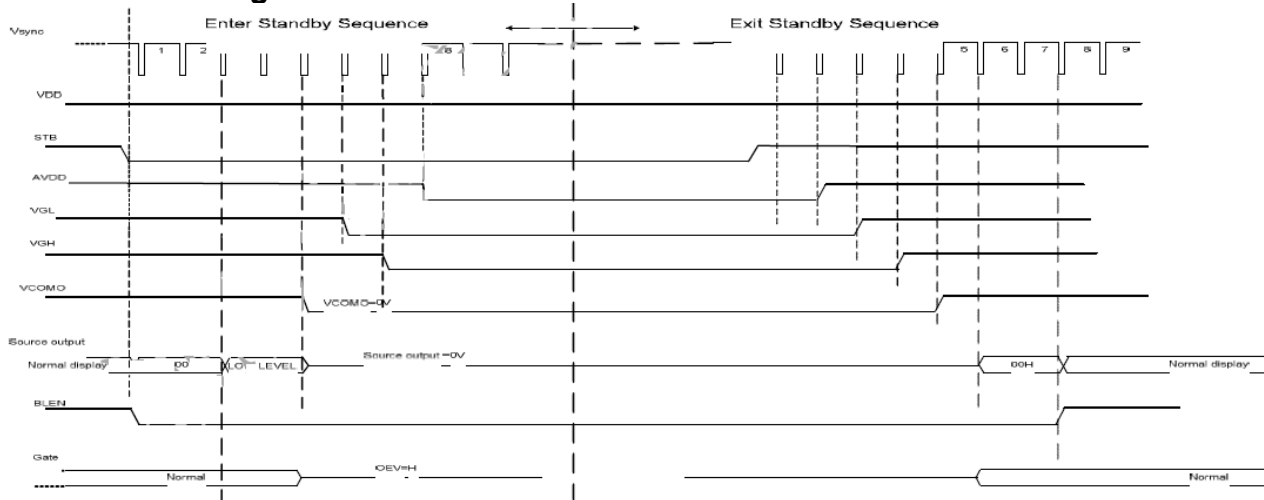 Enter Standby Sequence
Exit Standby Sequence
Vsync
1 2 8 5 6 7 8 9
VDD
STB
AVDD
VGL
VGH
VCOMO
VCOMO=0V
Source output
Source output =0V
Normal display
00
LEVEL
00H
Normal display
BLEN
Gate
Normal
OEV=H
Normal